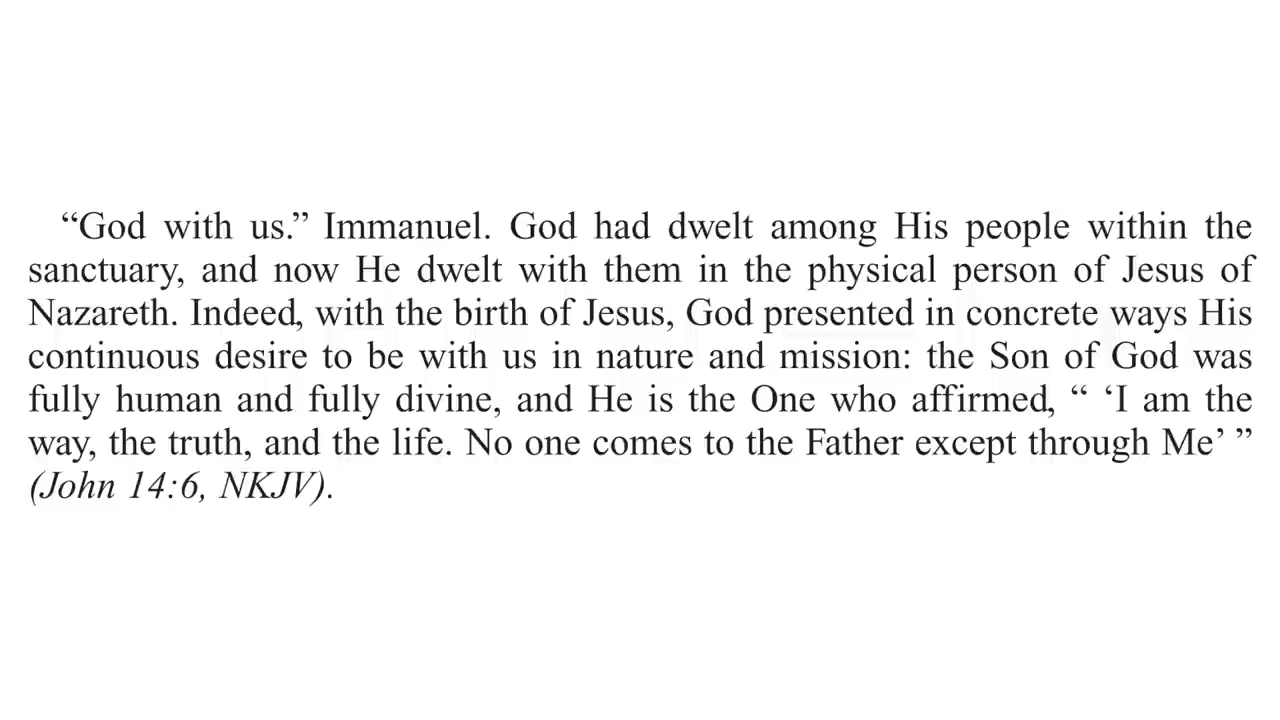 “God with us.” Immanuel. God had dwelt among His people within the
sanctuary, and now He dwelt with them in the physical person of Jesus of
Nazareth. Indeed, with the birth of Jesus, God presented in concrete ways His
continuous desire to be with us in nature and mission: the Son of God was
fully human and fully divine, and He is the One who affirmed, “ ‘I am the
way, the truth, and the life. No one comes to the Father except through Me’ ”
(John 14:6, NKJV).